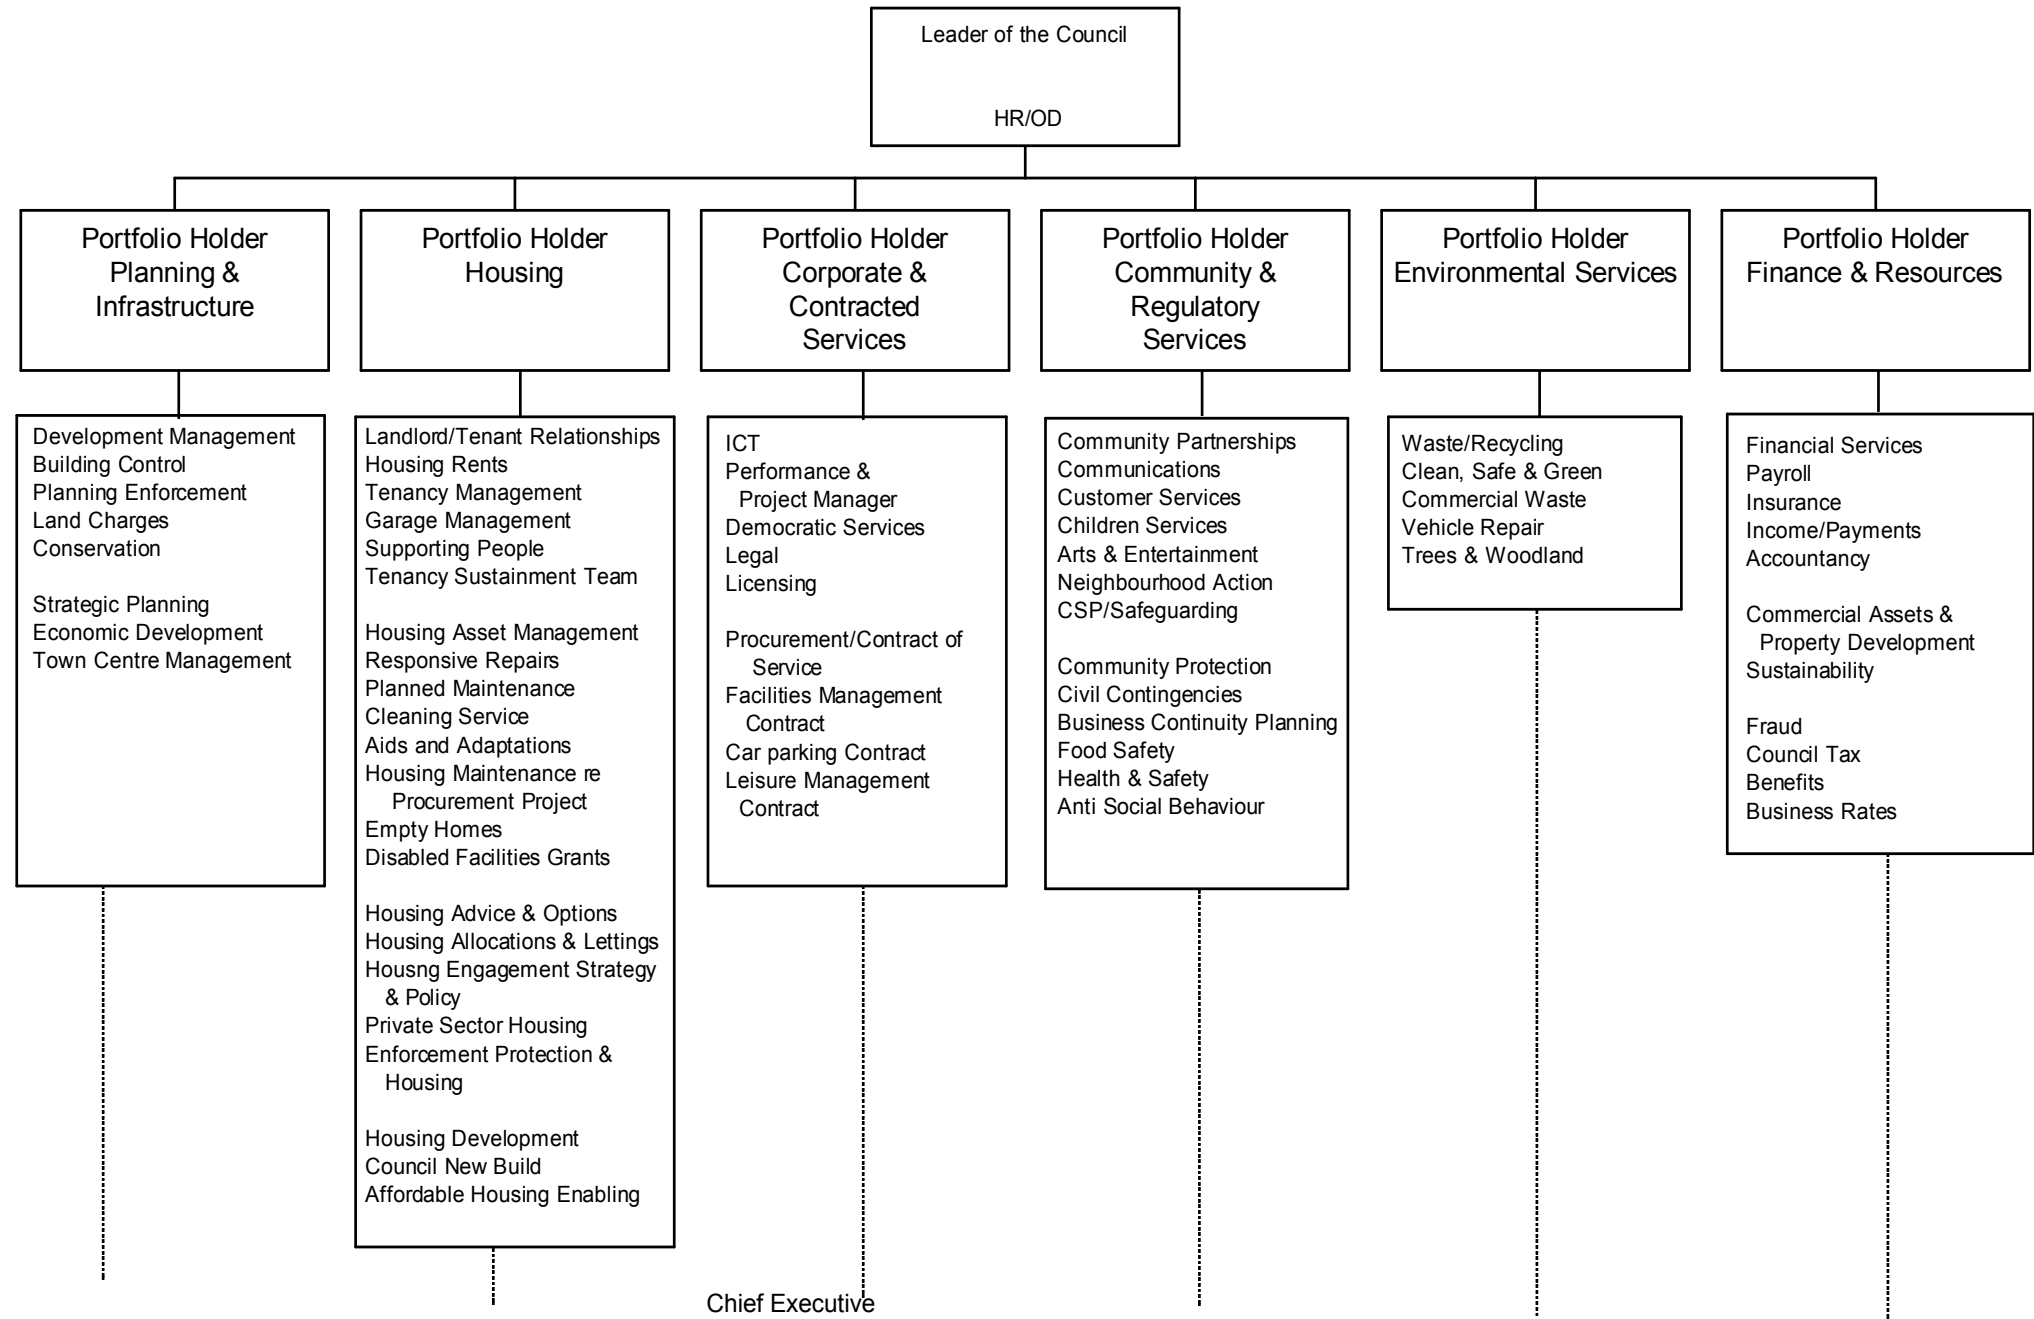 Leader of the Council
HR/OD
Portfolio Holder
Planning &
Infrastructure
Portfolio Holder
Housing
Portfolio Holder
Corporate &
Contracted
Services
Portfolio Holder
Community &
Regulatory
Services
Portfolio Holder
Environmental Services
Portfolio Holder
Finance & Resources
Development Management
Building Control
Planning Enforcement
Land Charges
Conservation
Strategic Planning
Economic Development
Town Centre Management
Landlord/Tenant Relationships
Housing Rents
Tenancy Management
Garage Management
Supporting People
Tenancy Sustainment Team
Housing Asset Management
Responsive Repairs
Planned Maintenance
Cleaning Service
Aids and Adaptations
Housing Maintenance re
Procurement Project
Empty Homes
Disabled Facilities Grants
Housing Advice & Options
Housing Allocations & Lettings
Housng Engagement Strategy
& Policy
Private Sector Housing
Enforcement Protection &
Housing
Housing Development
Council New Build
Affordable Housing Enabling
ICT
Performance &
Project Manager
Democratic Services
Legal
Licensing
Procurement/Contract of
Service
Facilities Management
Contract
Car parking Contract
Leisure Management
Contract
Community Partnerships
Communications
Customer Services
Children Services
Arts & Entertainment
Neighbourhood Action
CSP/Safeguarding
Community Protection
Civil Contingencies
Business Continuity Planning
Food Safety
Health & Safety
Anti Social Behaviour
Waste/Recycling
Clean, Safe & Green
Commercial Waste
Vehicle Repair
Trees & Woodland
Financial Services
Payroll
Insurance
Income/Payments
Accountancy
Commercial Assets &
Property Development
Sustainability
Fraud
Council Tax
Benefits
Business Rates
Chief Executive